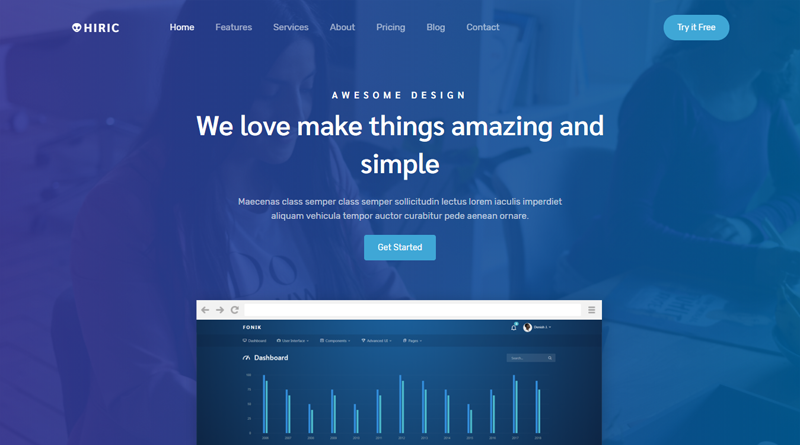 HIRIC
Home Features Services About Pricing Blog Contact
Try it Free
AWESOME DESIGN
We love make things amazing and
simple
Maecenas class semper class semper sollicitudin lectus lorem iaculis imperdiet
aliquam vehicula tempor auctor curabitur pede aenean ornare.
Get Started
FONIK
Dashboard User Interface Components Advanced UI Pages
Dashboard
Search...